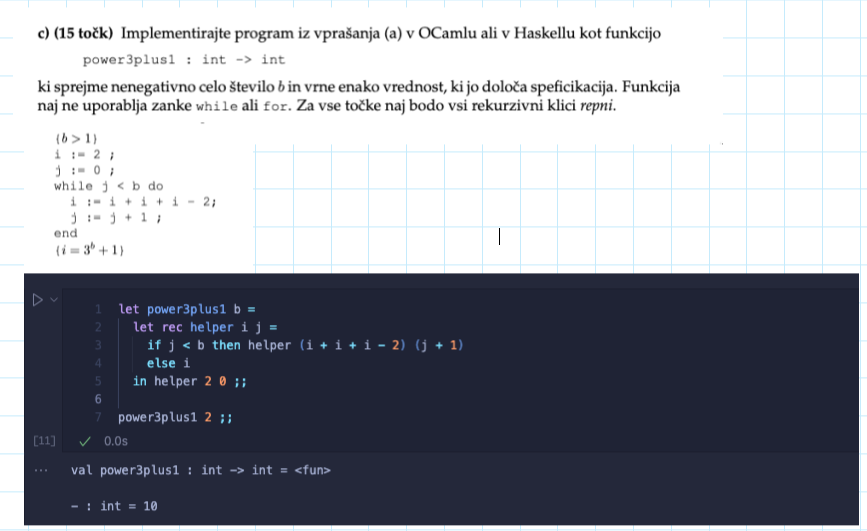 c) (15 točk) Implementirajte program iz vprašanja (a) v OCamlu ali v Haskellu kot funkcijo
power3plus1 : int -> int
ki sprejme nenegativno celo število b in vrne enako vrednost, ki jo določa speficikacija. Funkcija
naj ne uporablja zanke while ali for. Za vse točke naj bodo vsi rekurzivni klici repni.
{b > 1}
i := 2 ;
j := 0 ;
while j < b do
i := i + i + i - 2;
j := j + 1 ;
end
{i = 3ᵇ + 1}
1 let power3plus1 b =
2 let rec helper i j =
3 if j < b then helper (i + i + i - 2) (j + 1)
4 else i
5 in helper 2 0 ;;
6
7 power3plus1 2 ;;
[11] ✓ 0.0s
... val power3plus1 : int -> int = <fun>
- : int = 10